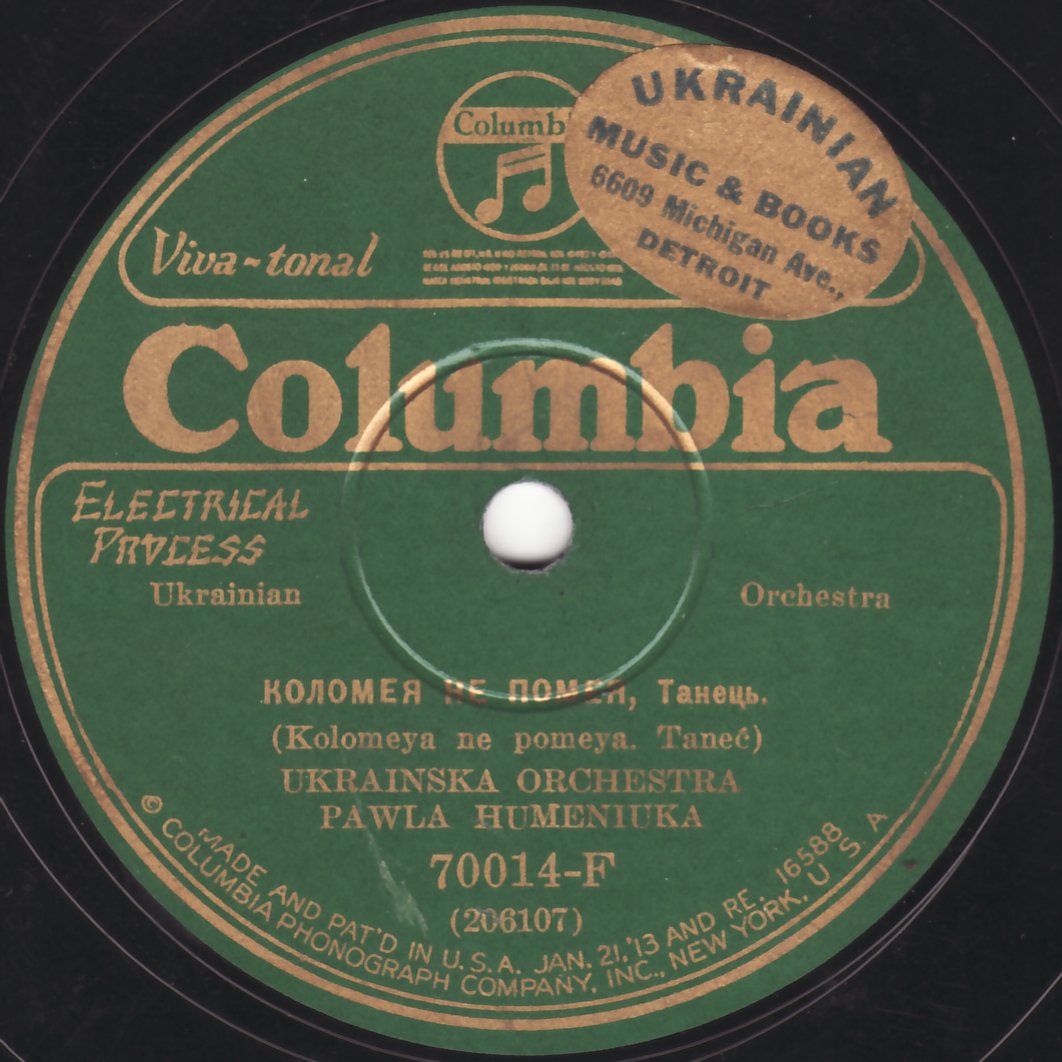 Columb
UKRAINIAN
MUSIC & BOOKS
6609 Michigan Ave.,
DETROIT
Viva-tonal
Columbia
ELECTRICAL
PROCESS
Ukrainian Orchestra
КОЛОМЕЯ НЕ ПОМЕЯ, Танець.
(Kolomeya ne pomeya. Taneć)
UKRAINSKA ORCHESTRA
PAWLA HUMENIUKA
70014-F
(206107)
MADE AND PAT'D IN U.S.A. JAN. 21,'13 AND RE. 16588
© COLUMBIA PHONOGRAPH COMPANY, INC., NEW YORK, U.S.A